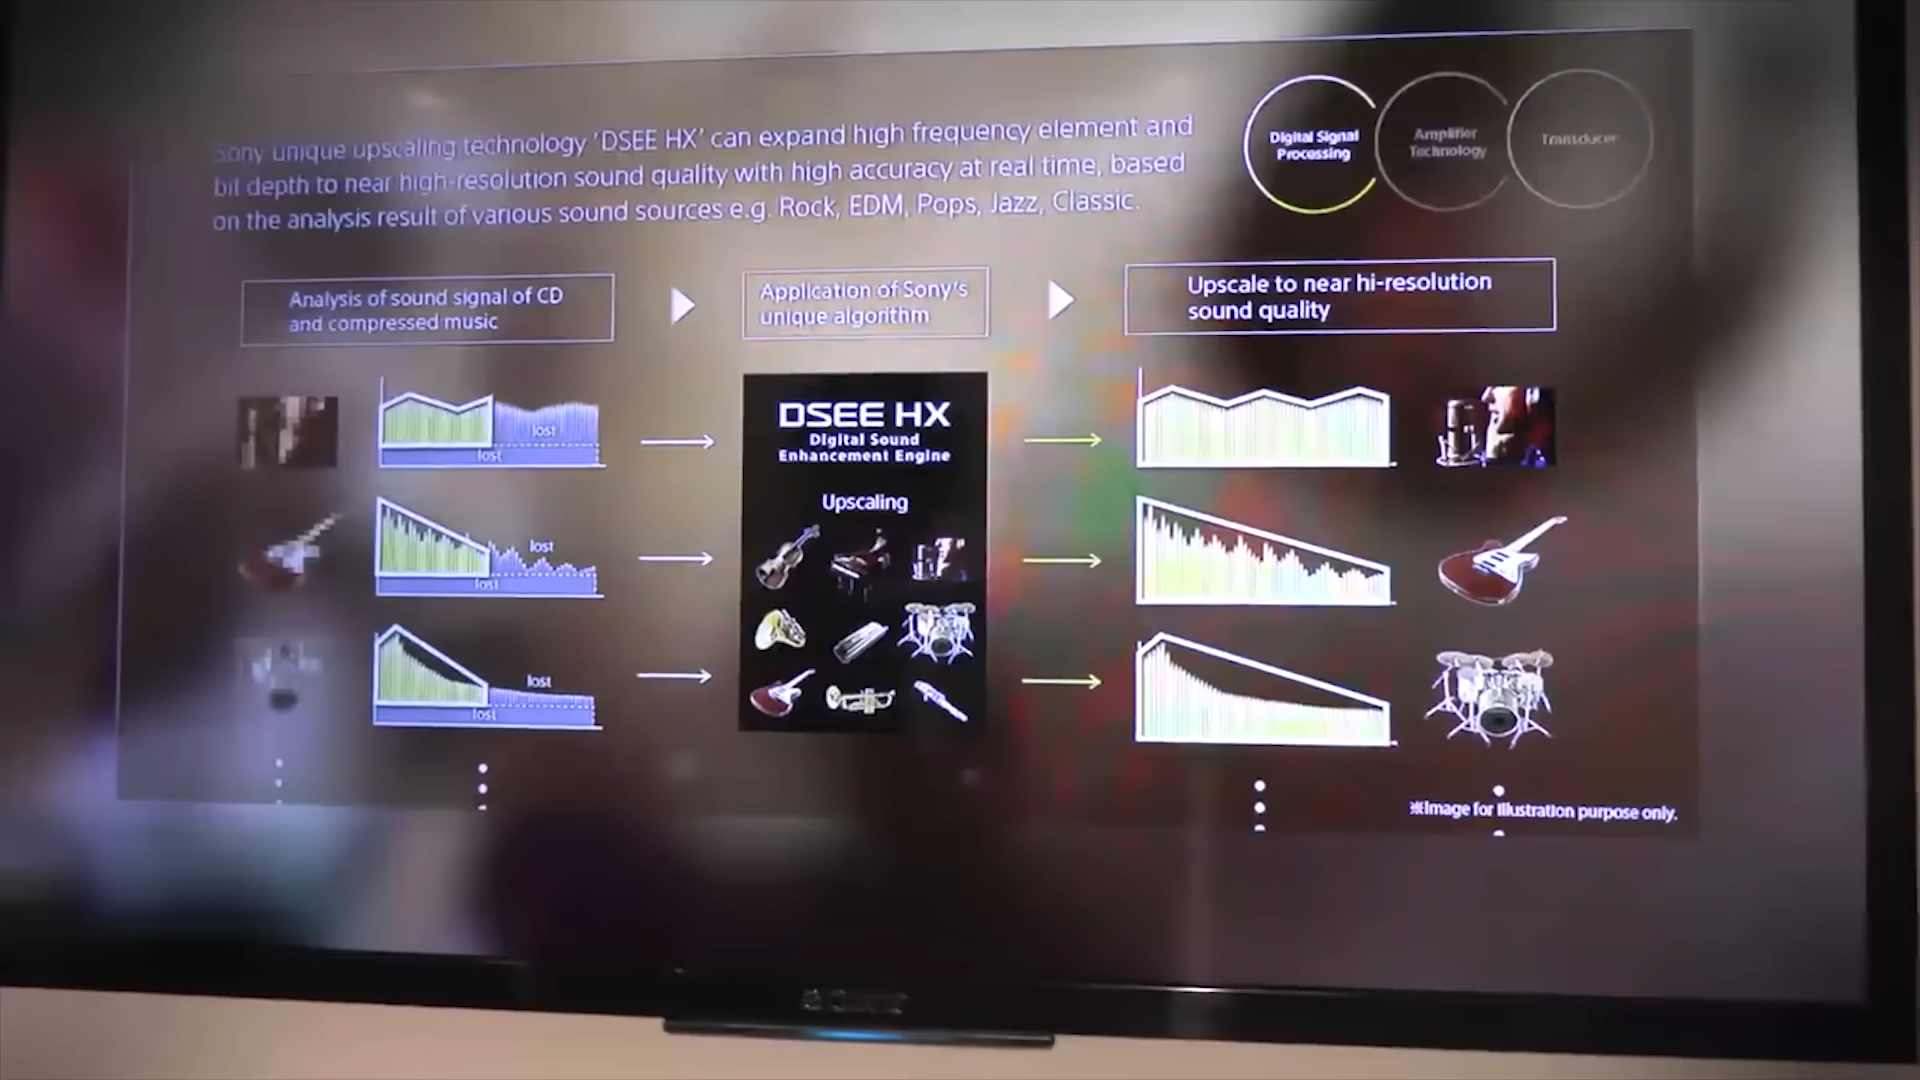 Sony unique upscaling technology 'DSEE HX' can expand high frequency element and
bit depth to near high-resolution sound quality with high accuracy at real time, based
on the analysis result of various sound sources e.g. Rock, EDM, Pops, Jazz, Classic.
Digital Signal
Processing
Amplifier
Technology
Transducer
Analysis of sound signal of CD
and compressed music
Application of Sony's
unique algorithm
Upscale to near hi-resolution
sound quality
lost
lost
lost
lost
lost
lost
DSEE HX
Digital Sound
Enhancement Engine
Upscaling
※Image for illustration purpose only.